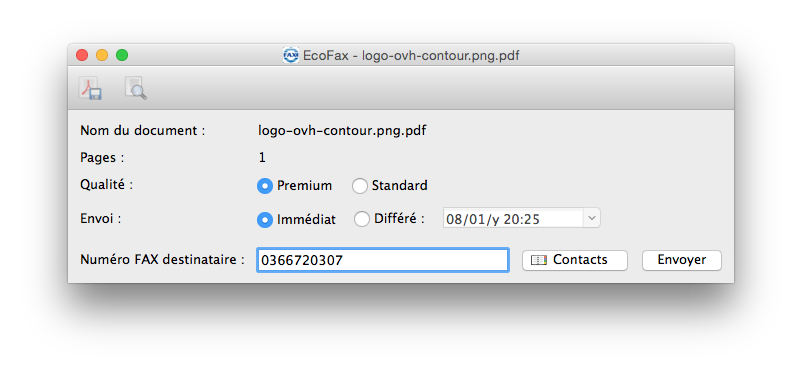 FAX EcoFax - logo-ovh-contour.png.pdf
Nom du document : logo-ovh-contour.png.pdf
Pages : 1
Qualité : Premium Standard
Envoi : Immédiat Différé : 08/01/y 20:25
Numéro FAX destinataire : 0366720307 Contacts Envoyer